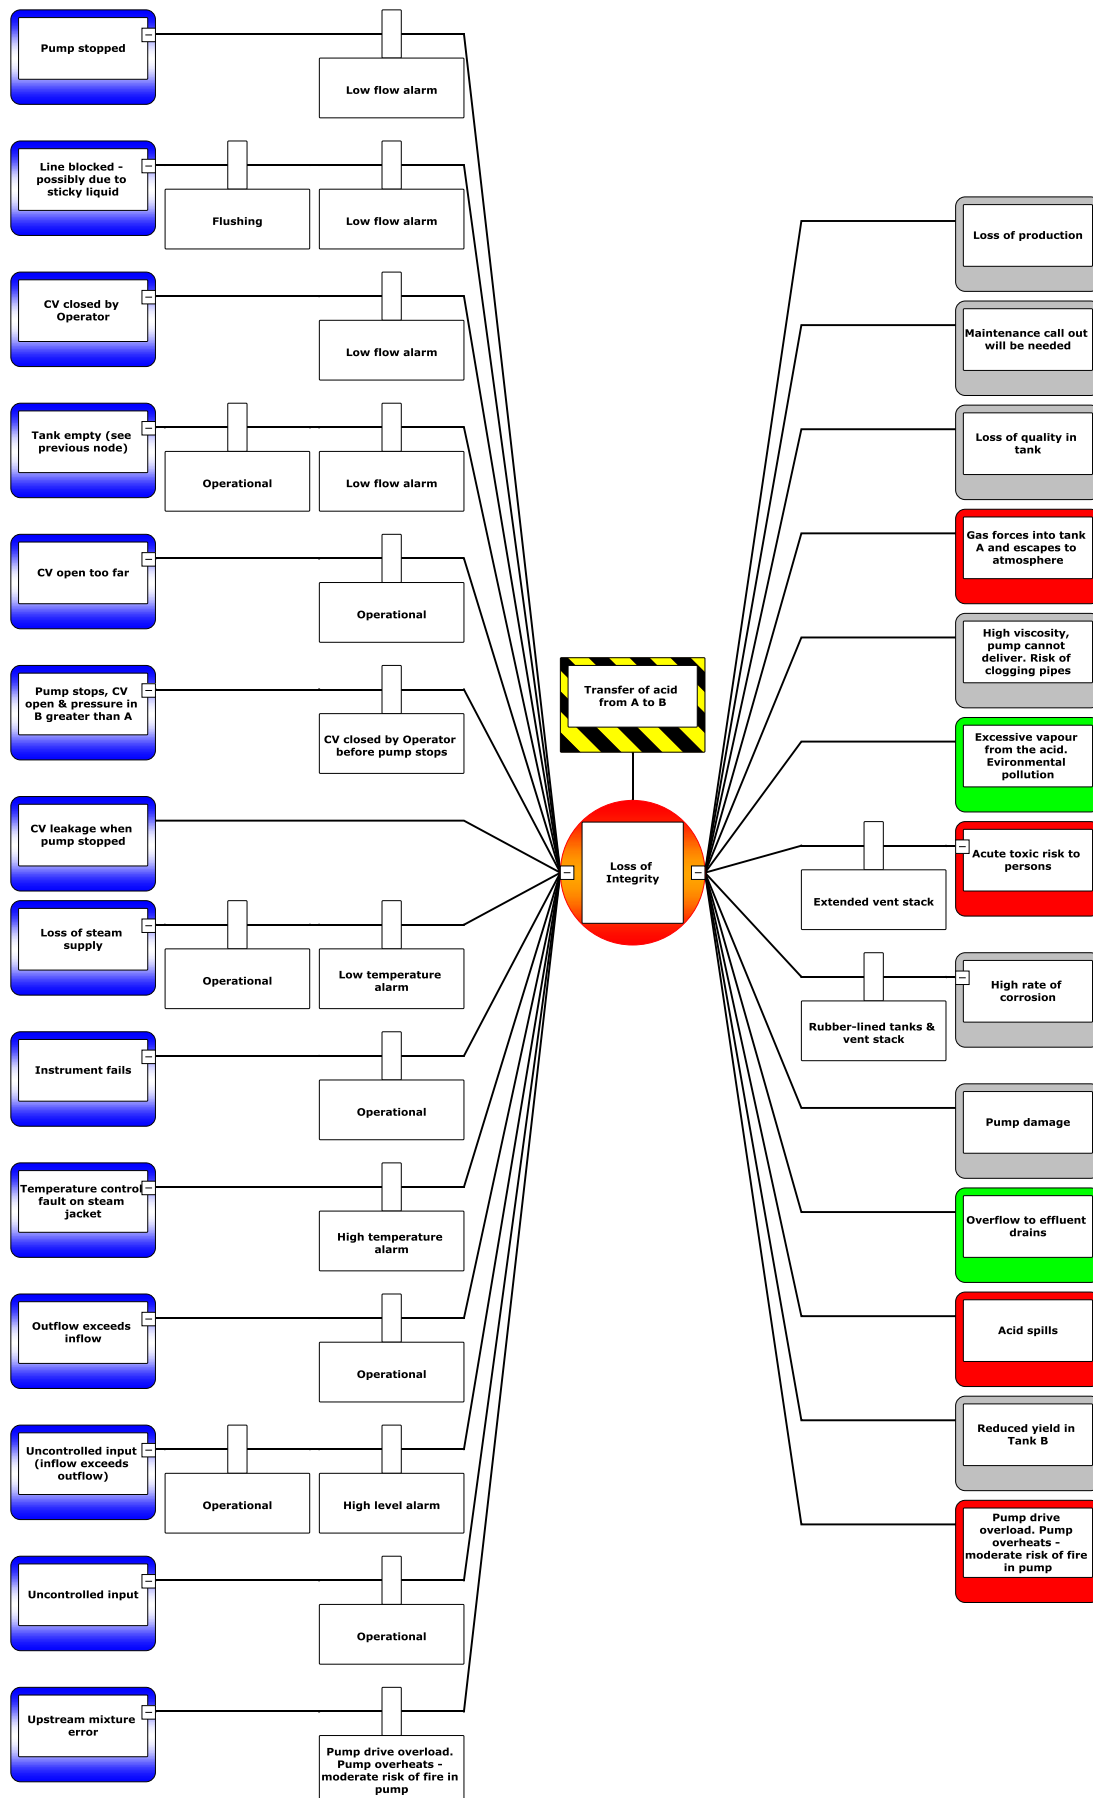 Pump stopped
Low flow alarm
Line blocked -
possibly due to
sticky liquid
Flushing
Low flow alarm
CV closed by
Operator
Low flow alarm
Tank empty (see
previous node)
Operational
Low flow alarm
CV open too far
Operational
Pump stops, CV
open & pressure in
B greater than A
CV closed by Operator
before pump stops
CV leakage when
pump stopped
Loss of steam
supply
Operational
Low temperature
alarm
Instrument fails
Operational
Temperature control
fault on steam
jacket
High temperature
alarm
Outflow exceeds
inflow
Operational
Uncontrolled input
(inflow exceeds
outflow)
Operational
High level alarm
Uncontrolled input
Operational
Upstream mixture
error
Pump drive overload.
Pump overheats -
moderate risk of fire in
pump
Transfer of acid
from A to B
Loss of
Integrity
Loss of production
Maintenance call out
will be needed
Loss of quality in
tank
Gas forces into tank
A and escapes to
atmosphere
High viscosity,
pump cannot
deliver. Risk of
clogging pipes
Excessive vapour
from the acid.
Evironmental
pollution
Extended vent stack
Acute toxic risk to
persons
Rubber-lined tanks &
vent stack
High rate of
corrosion
Pump damage
Overflow to effluent
drains
Acid spills
Reduced yield in
Tank B
Pump drive
overload. Pump
overheats -
moderate risk of fire
in pump